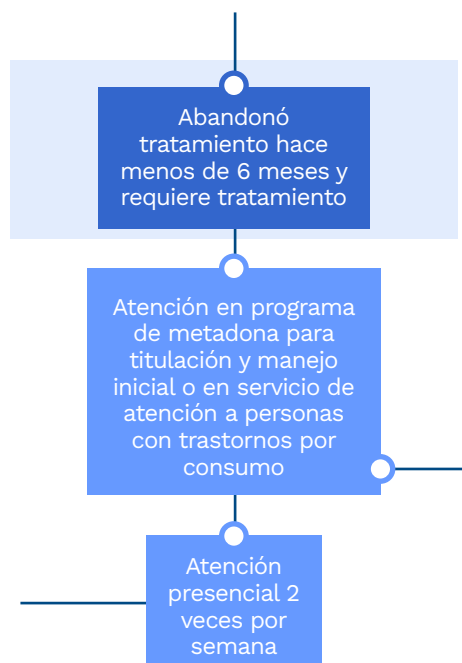 Abandonó
tratamiento hace
menos de 6 meses y
requiere tratamiento
Atención en programa
de metadona para
titulación y manejo
inicial o en servicio de
atención a personas
con trastornos por
consumo
Atención
presencial 2
veces por
semana